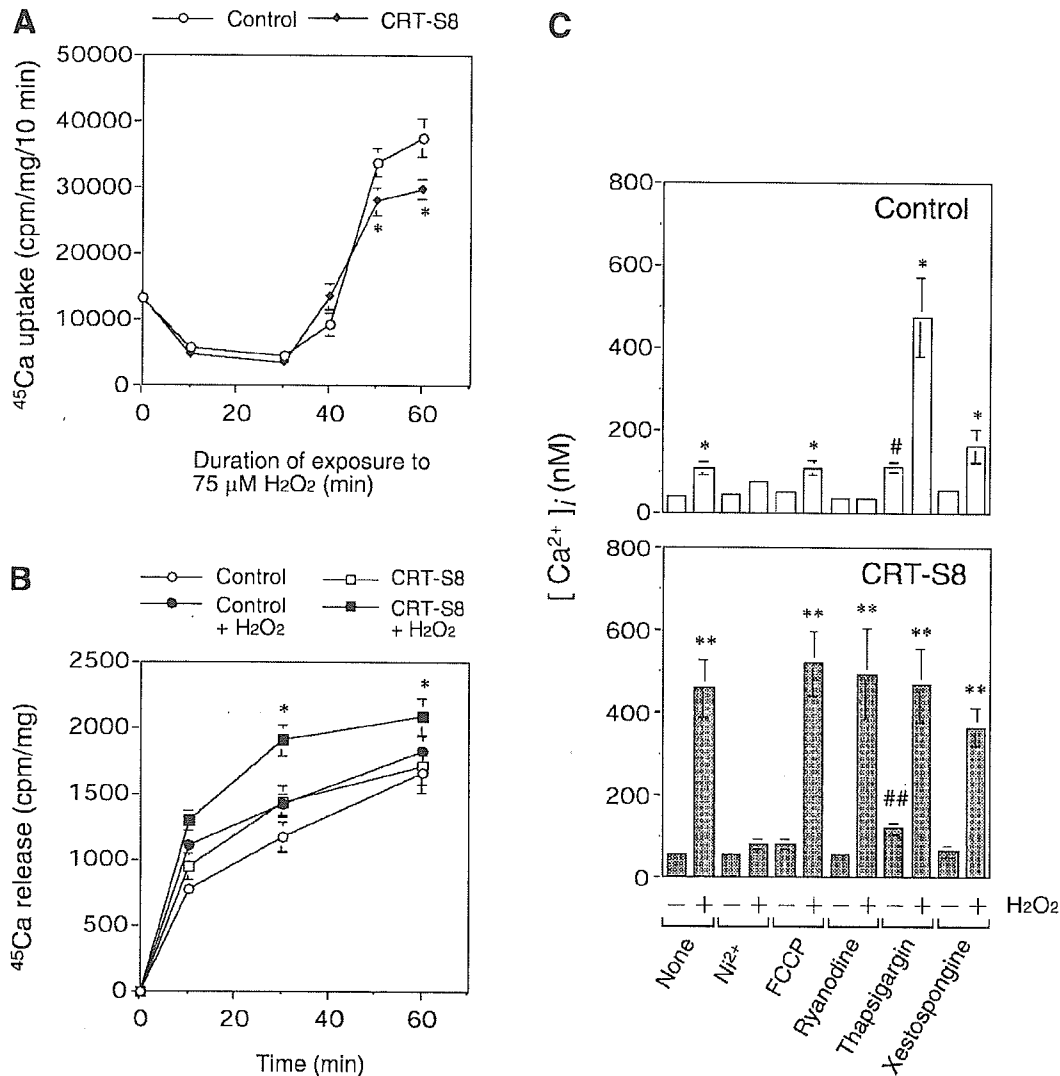 A
Control
CRT-S8
50000
40000
30000
20000
10000
0
*
*
0
20
40
60
45Ca uptake (cpm/mg/10 min)
Duration of exposure to
75 μM H2O2 (min)
B
Control
CRT-S8
Control
+ H2O2
CRT-S8
+ H2O2
2500
2000
1500
1000
500
0
*
*
0
20
40
60
45Ca release (cpm/mg)
Time (min)
C
[ Ca2+ ]i (nM)
800
600
400
200
0
Control
*
*
#
*
*
800
600
400
200
0
CRT-S8
**
**
**
##
**
**
− + − + − + − + − + − + H2O2
None
Ni2+
FCCP
Ryanodine
Thapsigargin
Xestospongine